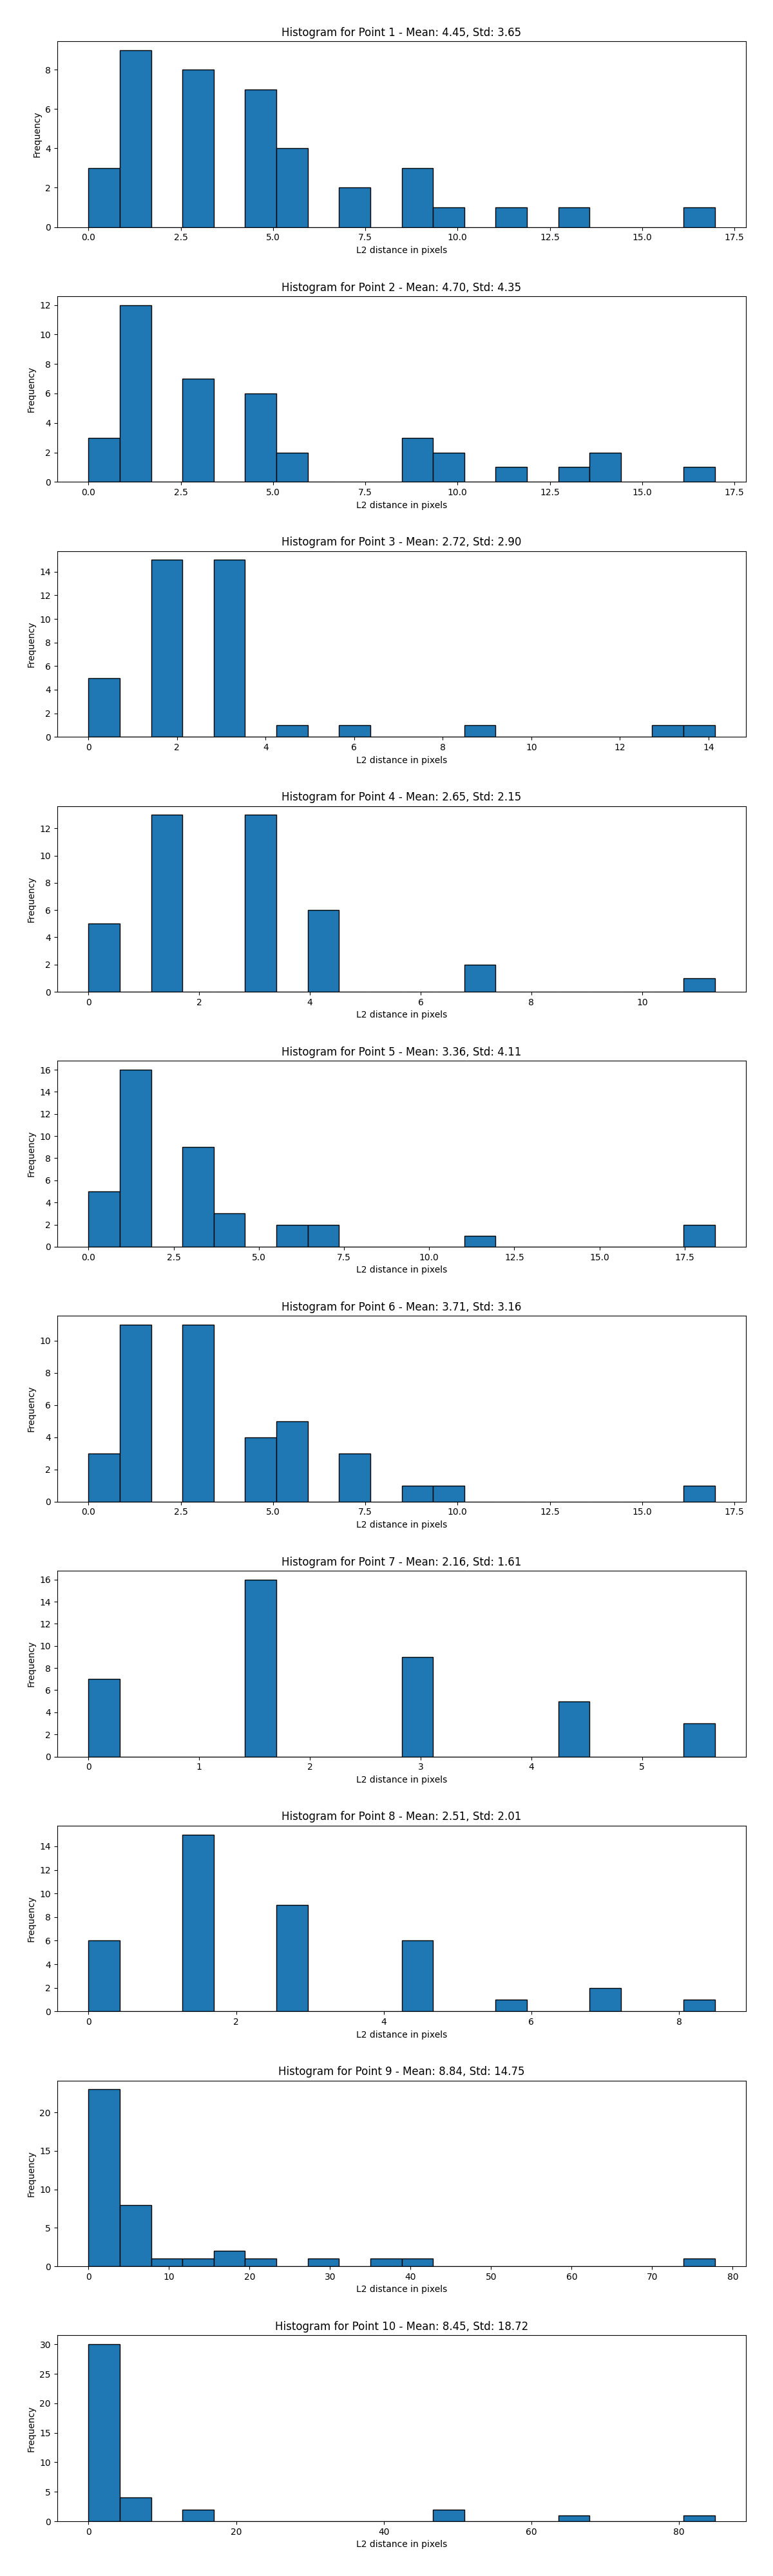 Histogram for Point 1 - Mean: 4.45, Std: 3.65
8
6
4
2
0
Frequency
0.0 2.5 5.0 7.5 10.0 12.5 15.0 17.5
L2 distance in pixels
Histogram for Point 2 - Mean: 4.70, Std: 4.35
12
10
8
6
4
2
0
Frequency
0.0 2.5 5.0 7.5 10.0 12.5 15.0 17.5
L2 distance in pixels
Histogram for Point 3 - Mean: 2.72, Std: 2.90
14
12
10
8
6
4
2
0
Frequency
0 2 4 6 8 10 12 14
L2 distance in pixels
Histogram for Point 4 - Mean: 2.65, Std: 2.15
12
10
8
6
4
2
0
Frequency
0 2 4 6 8 10
L2 distance in pixels
Histogram for Point 5 - Mean: 3.36, Std: 4.11
16
14
12
10
8
6
4
2
0
Frequency
0.0 2.5 5.0 7.5 10.0 12.5 15.0 17.5
L2 distance in pixels
Histogram for Point 6 - Mean: 3.71, Std: 3.16
10
8
6
4
2
0
Frequency
0.0 2.5 5.0 7.5 10.0 12.5 15.0 17.5
L2 distance in pixels
Histogram for Point 7 - Mean: 2.16, Std: 1.61
16
14
12
10
8
6
4
2
0
Frequency
0 1 2 3 4 5
L2 distance in pixels
Histogram for Point 8 - Mean: 2.51, Std: 2.01
14
12
10
8
6
4
2
0
Frequency
0 2 4 6 8
L2 distance in pixels
Histogram for Point 9 - Mean: 8.84, Std: 14.75
20
15
10
5
0
Frequency
0 10 20 30 40 50 60 70 80
L2 distance in pixels
Histogram for Point 10 - Mean: 8.45, Std: 18.72
30
25
20
15
10
5
0
Frequency
0 20 40 60 80
L2 distance in pixels